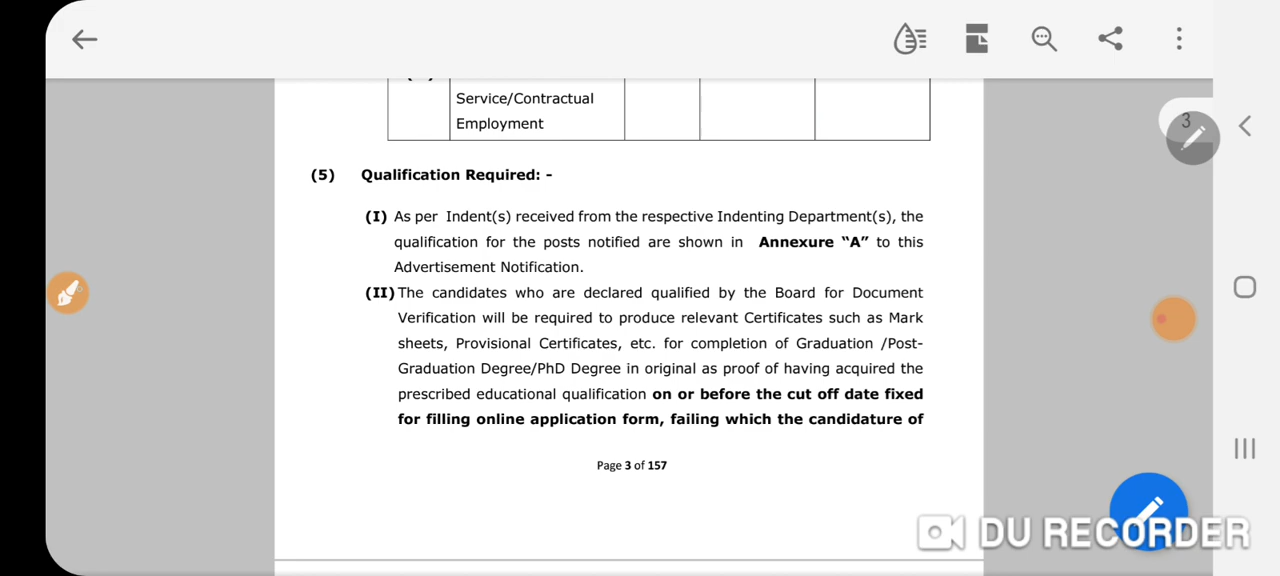 Service/Contractual
Employment
3
(5) Qualification Required: -
(I) As per Indent(s) received from the respective Indenting Department(s), the
qualification for the posts notified are shown in Annexure “A” to this
Advertisement Notification.
(II) The candidates who are declared qualified by the Board for Document
Verification will be required to produce relevant Certificates such as Mark
sheets, Provisional Certificates, etc. for completion of Graduation /Post-
Graduation Degree/PhD Degree in original as proof of having acquired the
prescribed educational qualification on or before the cut off date fixed
for filling online application form, failing which the candidature of
Page 3 of 157
DU RECORDER